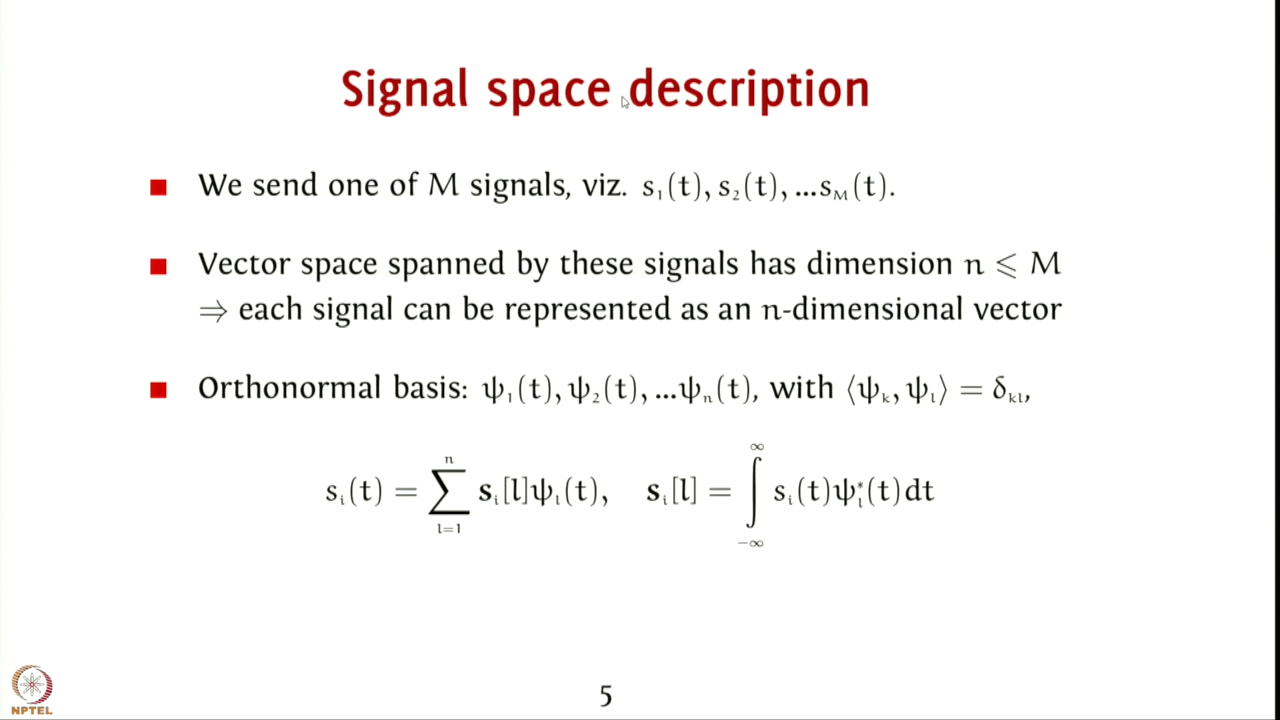 Signal space description
We send one of M signals, viz. s₁(t), s₂(t), ...s_M(t).
Vector space spanned by these signals has dimension n ⩽ M
⇒ each signal can be represented as an n-dimensional vector
Orthonormal basis: ψ₁(t), ψ₂(t), ...ψₙ(t), with ⟨ψₖ, ψₗ⟩ = δₖₗ,
sᵢ(t) = ∑_{l=1}^{n} 𝐬ᵢ[l]ψₗ(t), 𝐬ᵢ[l] = ∫_{−∞}^{∞} sᵢ(t)ψₗ*(t)dt
NPTEL
5